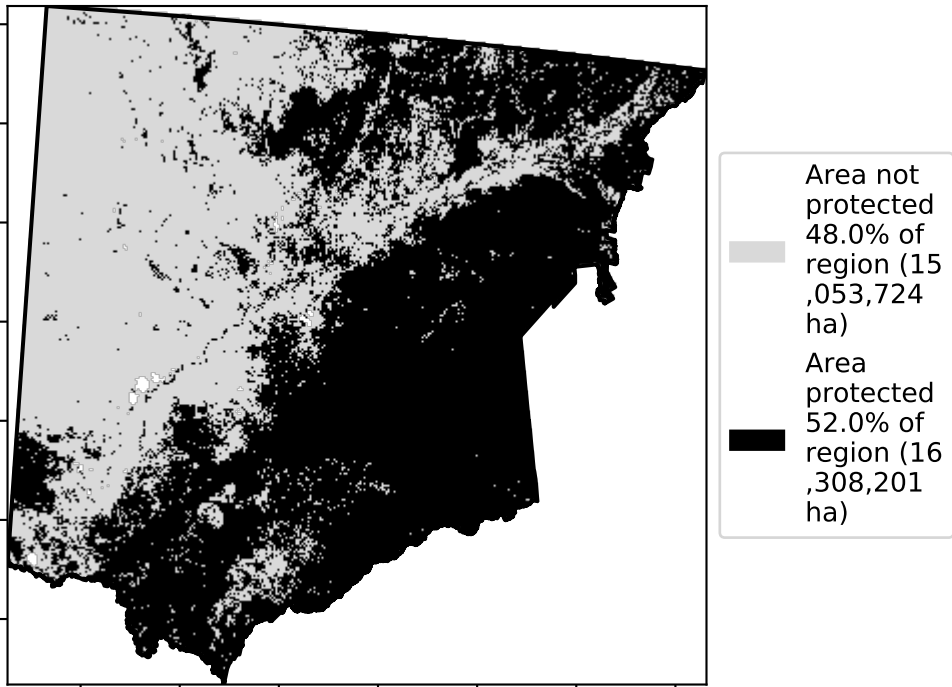 Area not
protected
48.0% of
region (15
,053,724
ha)
Area
protected
52.0% of
region (16
,308,201
ha)